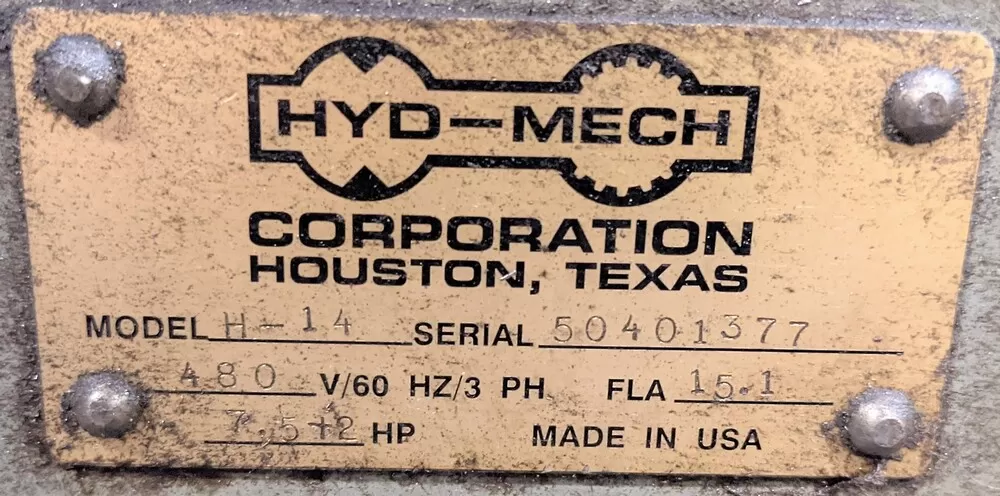 HYD-MECH
CORPORATION
HOUSTON, TEXAS
MODEL H-14 SERIAL 50401377
480 V/60 HZ/3 PH FLA 15.1
7.5+2 HP MADE IN USA